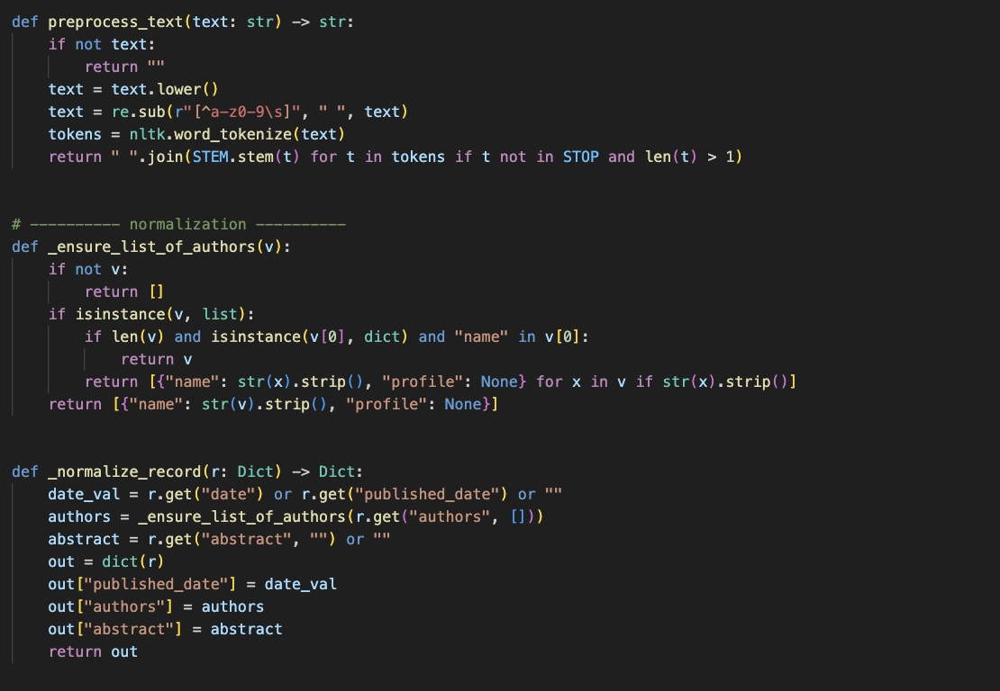 def preprocess_text(text: str) -> str:
    if not text:
        return ""
    text = text.lower()
    text = re.sub(r"[^a-z0-9\s]", " ", text)
    tokens = nltk.word_tokenize(text)
    return " ".join(STEM.stem(t) for t in tokens if t not in STOP and len(t) > 1)


# ---------- normalization ----------
def _ensure_list_of_authors(v):
    if not v:
        return []
    if isinstance(v, list):
        if len(v) and isinstance(v[0], dict) and "name" in v[0]:
            return v
        return [{"name": str(x).strip(), "profile": None} for x in v if str(x).strip()]
    return [{"name": str(v).strip(), "profile": None}]


def _normalize_record(r: Dict) -> Dict:
    date_val = r.get("date") or r.get("published_date") or ""
    authors = _ensure_list_of_authors(r.get("authors", []))
    abstract = r.get("abstract", "") or ""
    out = dict(r)
    out["published_date"] = date_val
    out["authors"] = authors
    out["abstract"] = abstract
    return out